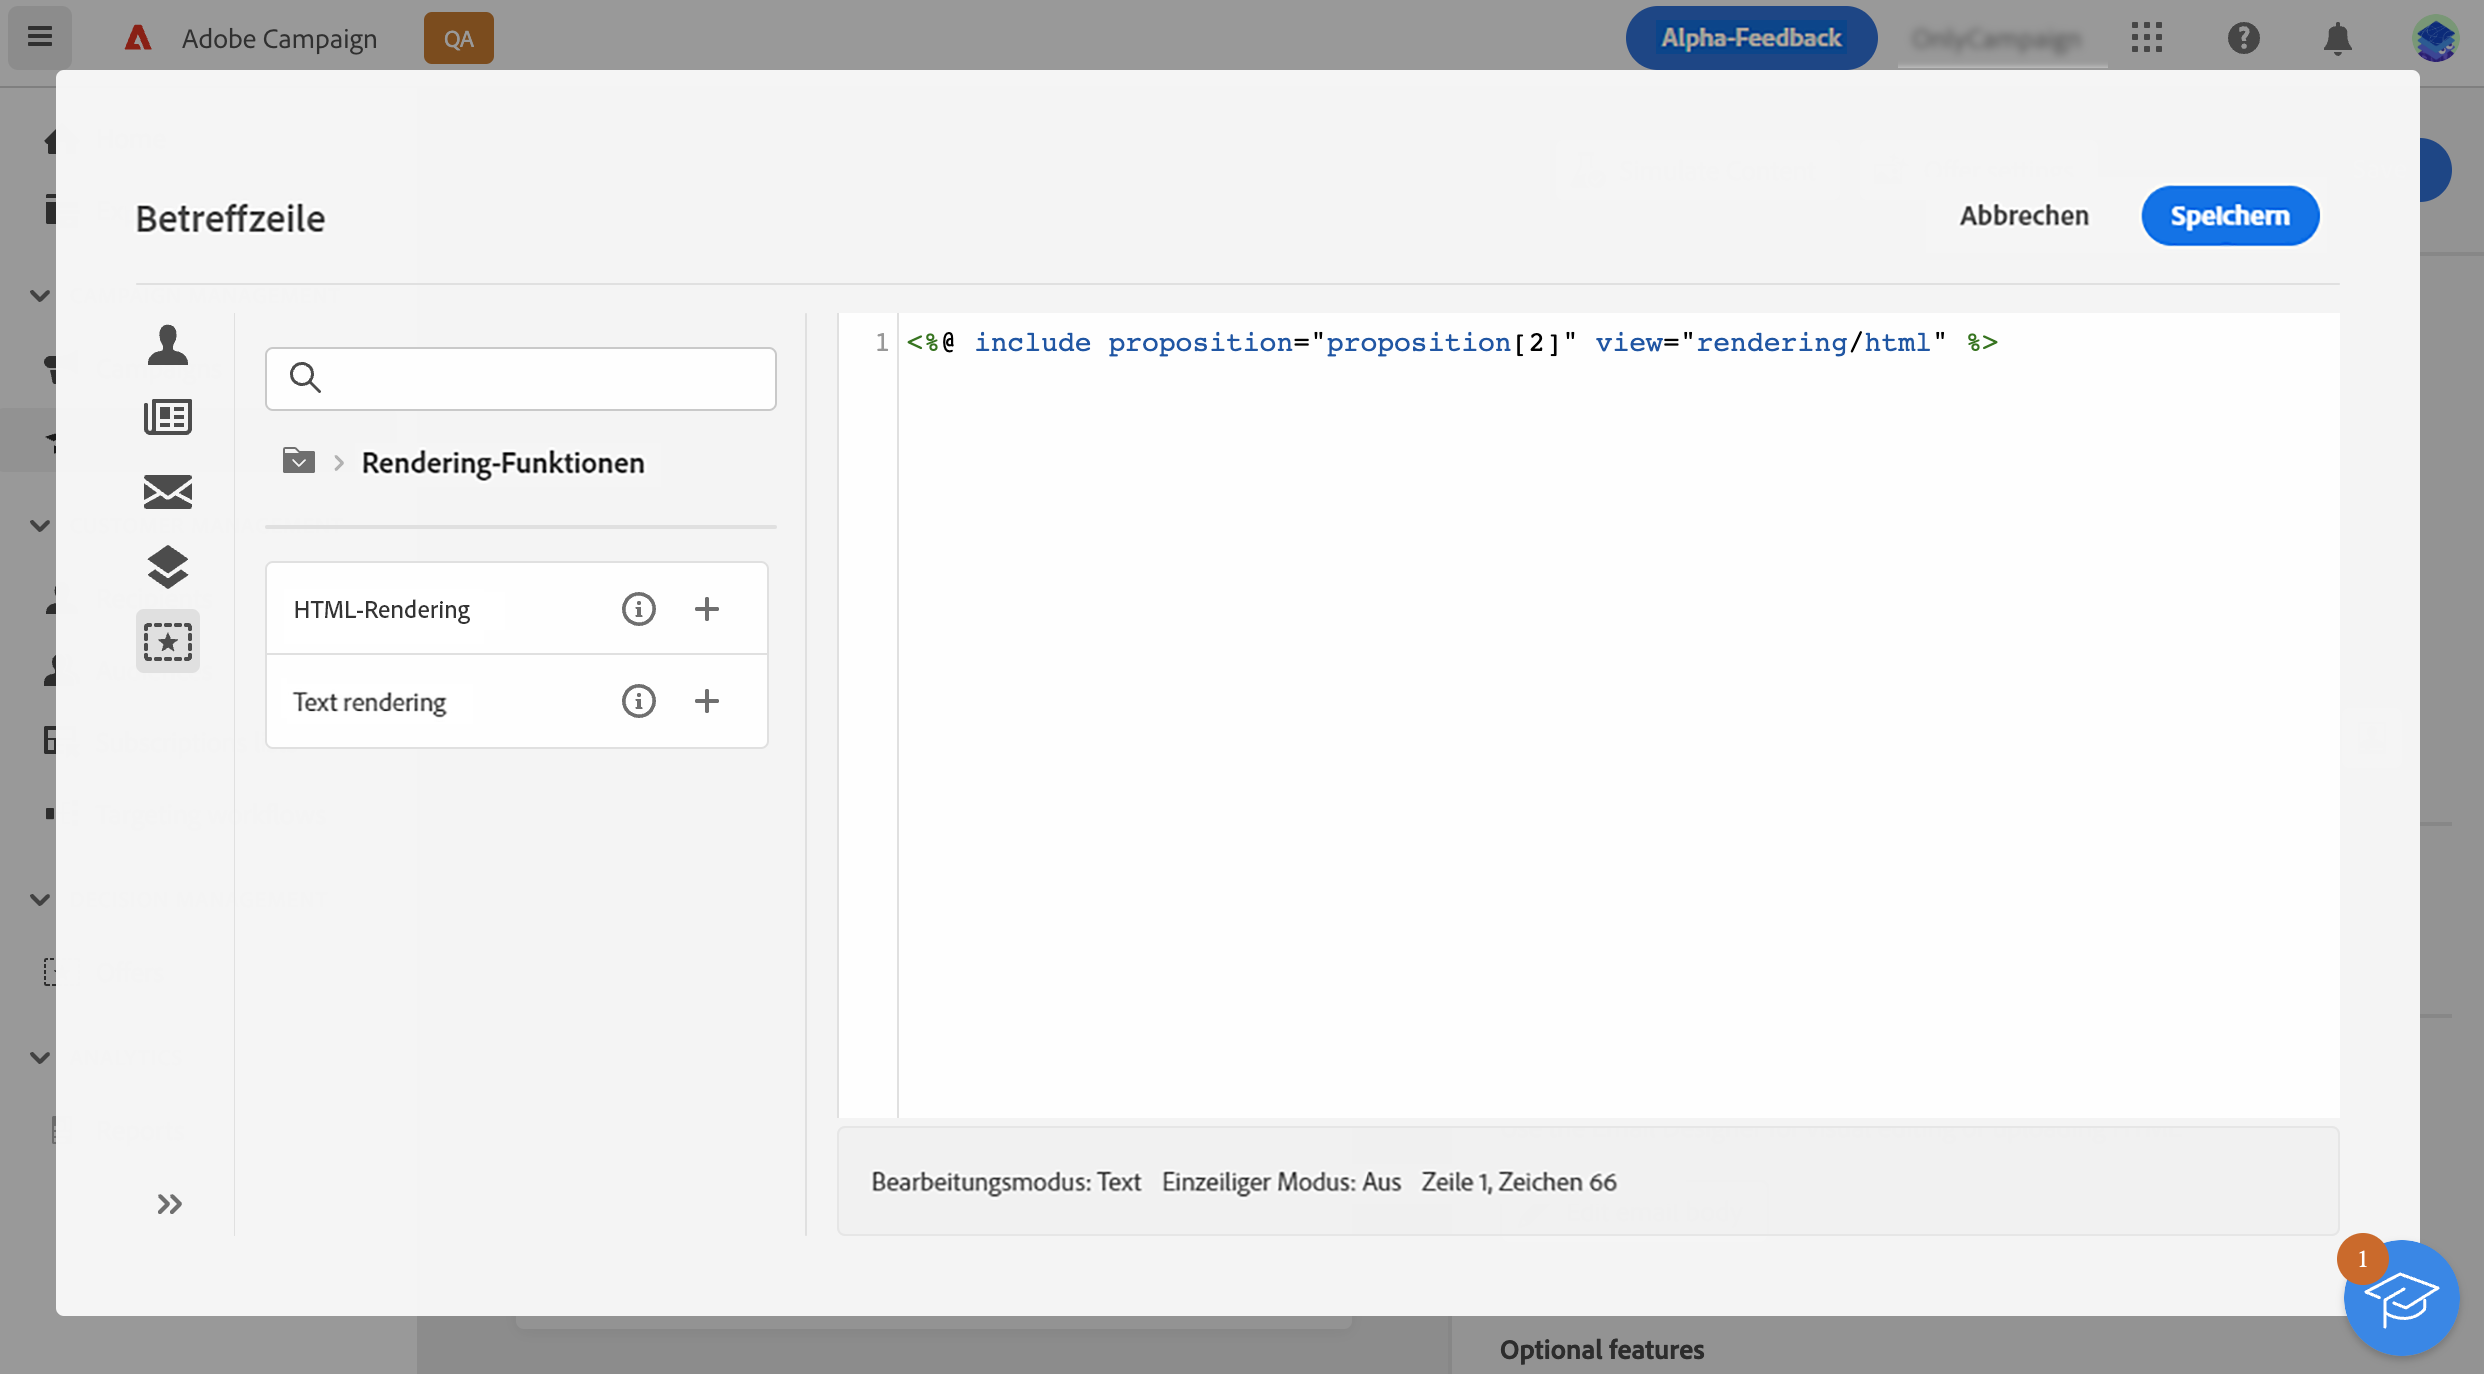 Adobe Campaign
QA
Alpha-Feedback
Betreffzeile
Abbrechen
Speichern
1 <%@ include proposition="proposition[2]" view="rendering/html" %>
Rendering-Funktionen
HTML-Rendering
Text rendering
Bearbeitungsmodus: Text Einzeiliger Modus: Aus Zeile 1, Zeichen 66
1
Optional features